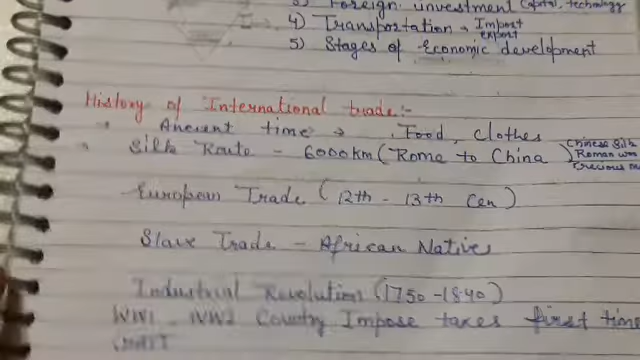 3) Foreign investment Capital, technology
4) Transportation → Import
export
5) Stages of Economic development
History of International trade:-
Ancient time → Food, clothes
Silk Route - 6000km (Rome to China) Chinese Silk
Roman
Precious
European Trade (12th - 13th Cen)
Slave Trade - African Natives
Industrial Revolution (1750-1840)
WW1 - WW2 Country Impose taxes first time